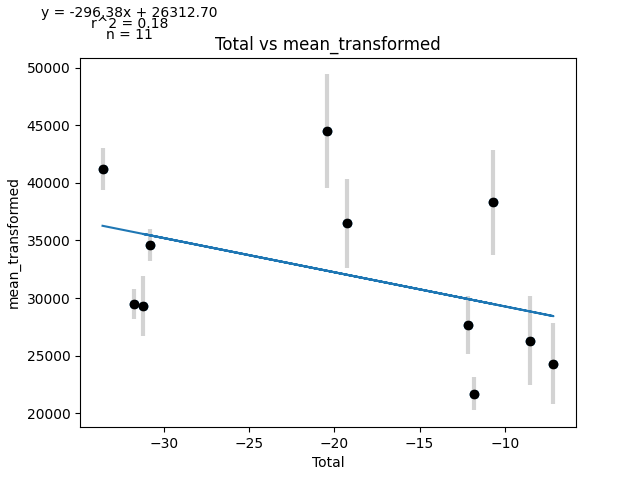 y = -296.38x + 26312.70
r^2 = 0.18
n = 11
Total vs mean_transformed
50000
45000
40000
35000
30000
25000
20000
mean_transformed
−30
−25
−20
−15
−10
Total